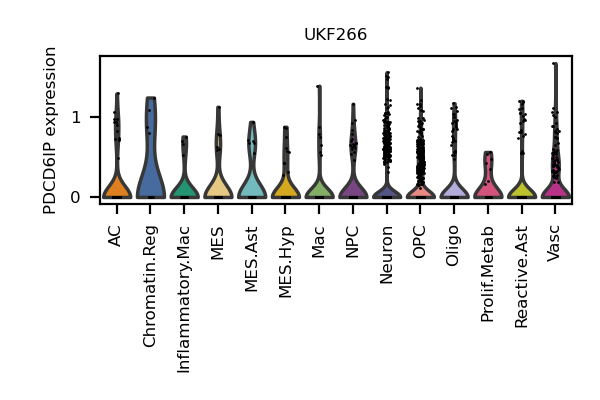 UKF266
PDCD6IP expression
1
0
AC
Chromatin.Reg
Inflammatory.Mac
MES
MES.Ast
MES.Hyp
Mac
NPC
Neuron
OPC
Oligo
Prolif.Metab
Reactive.Ast
Vasc